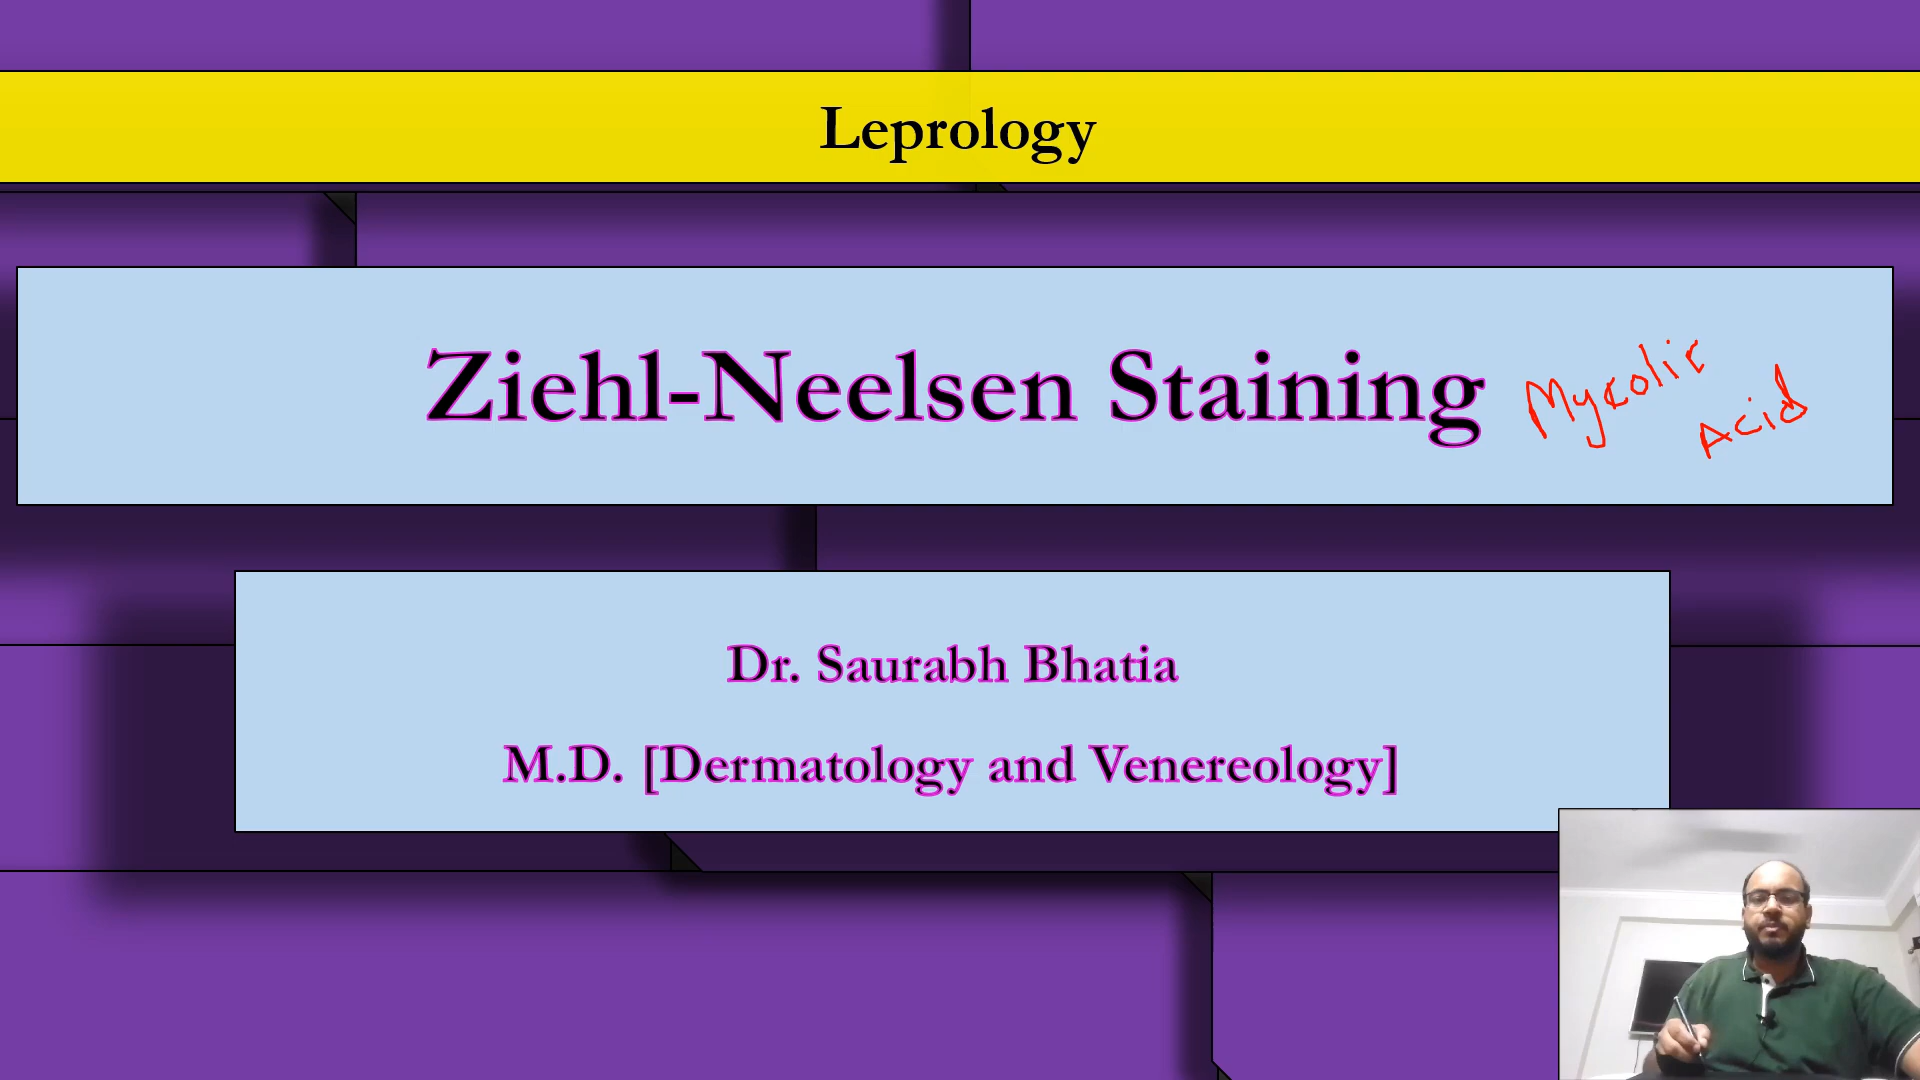 Leprology
Ziehl-Neelsen Staining
Mycolic
Acid
Dr. Saurabh Bhatia
M.D. [Dermatology and Venereology]